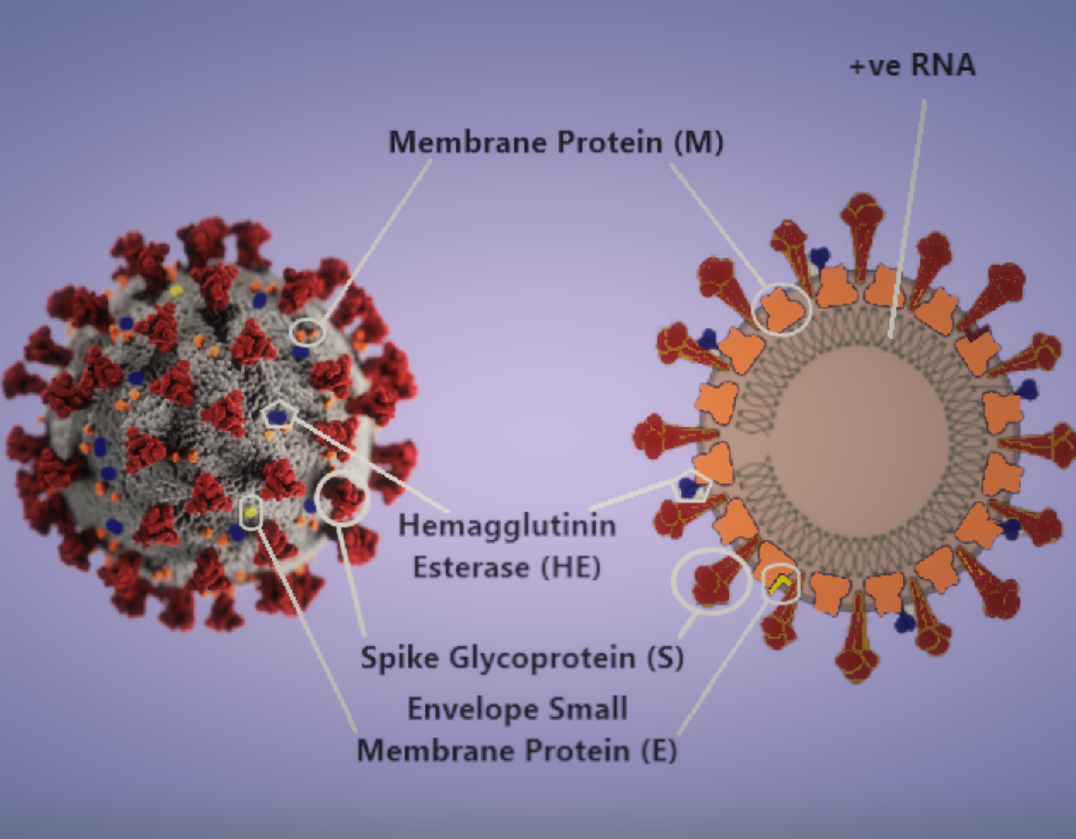 +ve RNA
Membrane Protein (M)
Hemagglutinin
Esterase (HE)
Spike Glycoprotein (S)
Envelope Small
Membrane Protein (E)